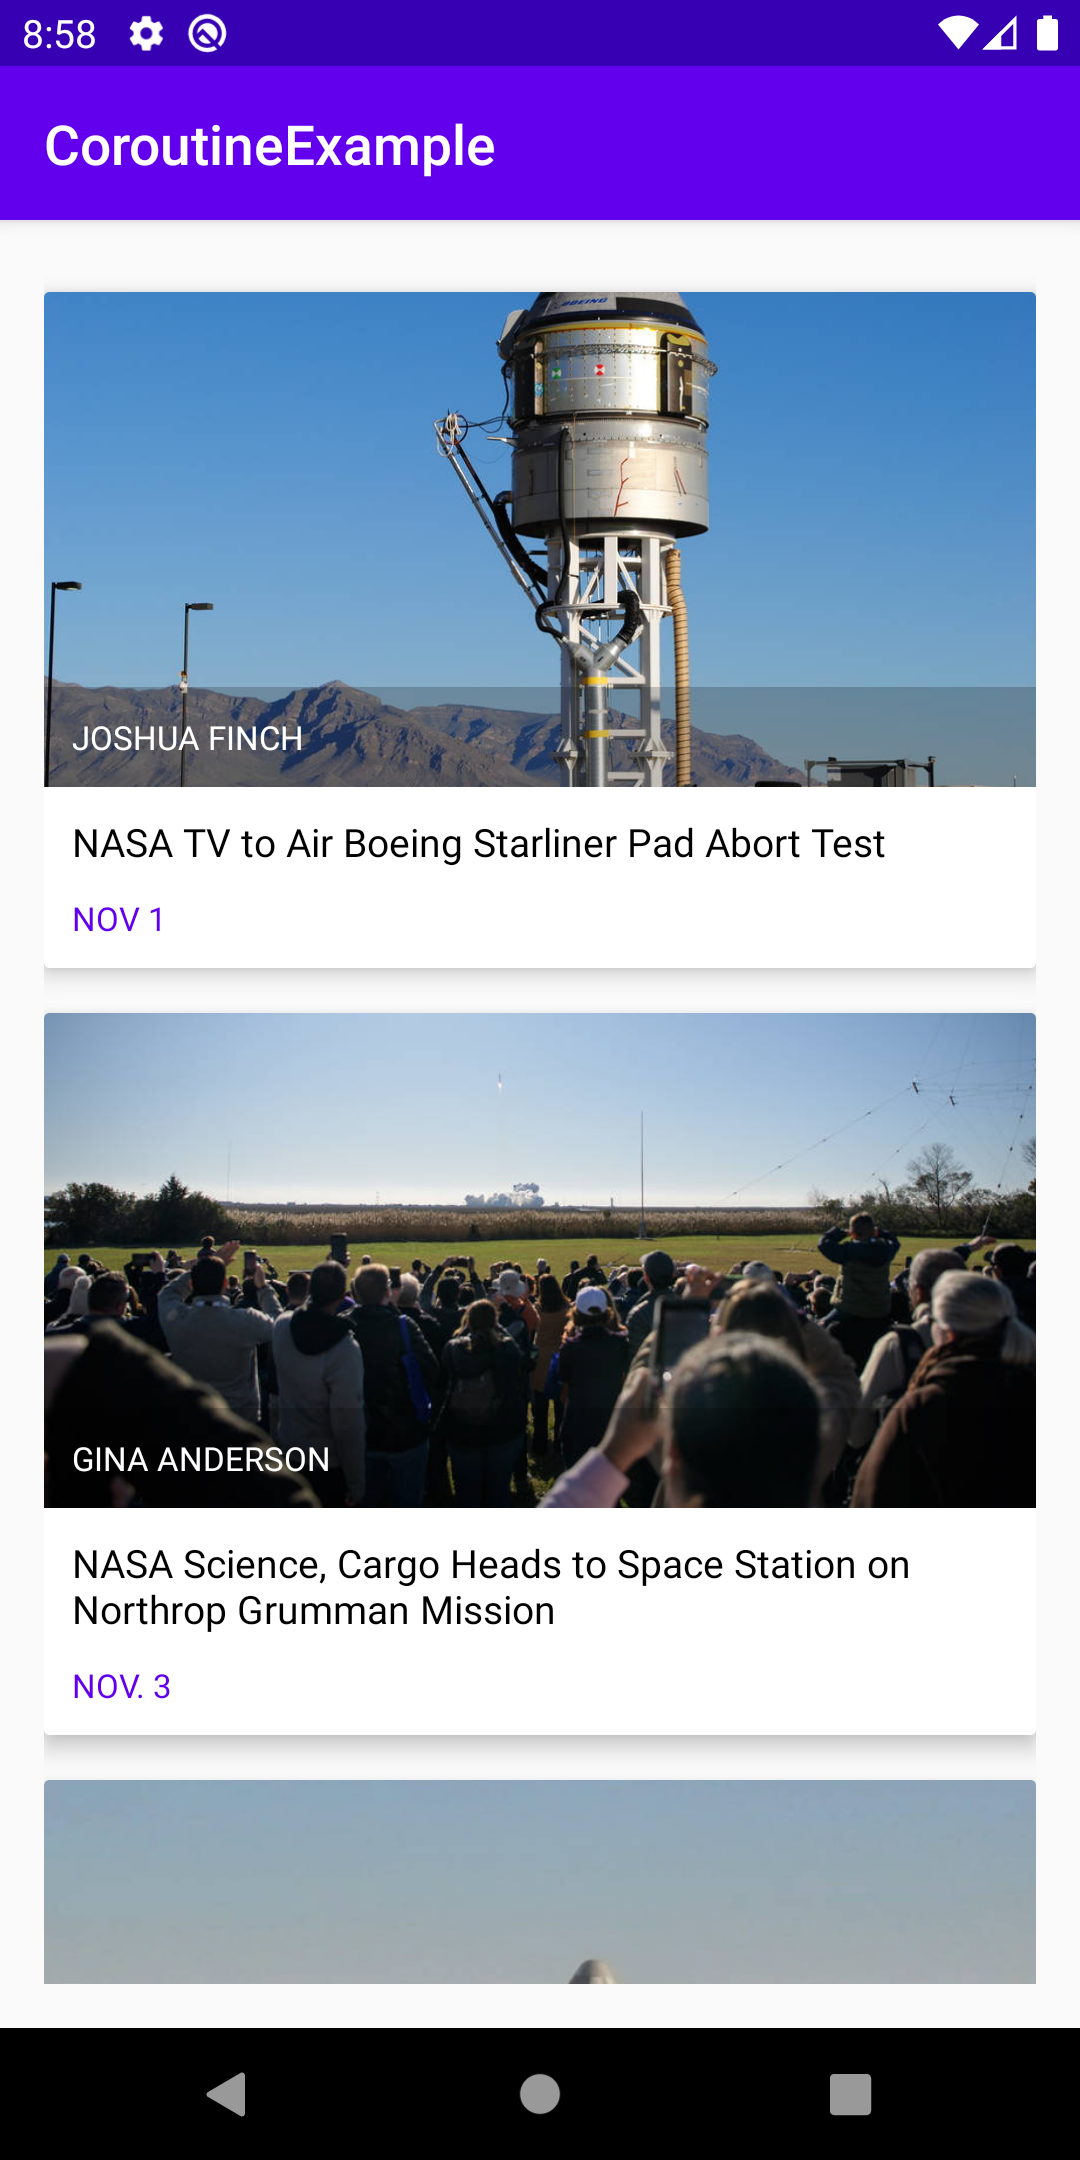 8:58
CoroutineExample
BOEING
JOSHUA FINCH
NASA TV to Air Boeing Starliner Pad Abort Test
NOV 1
GINA ANDERSON
NASA Science, Cargo Heads to Space Station on
Northrop Grumman Mission
NOV. 3